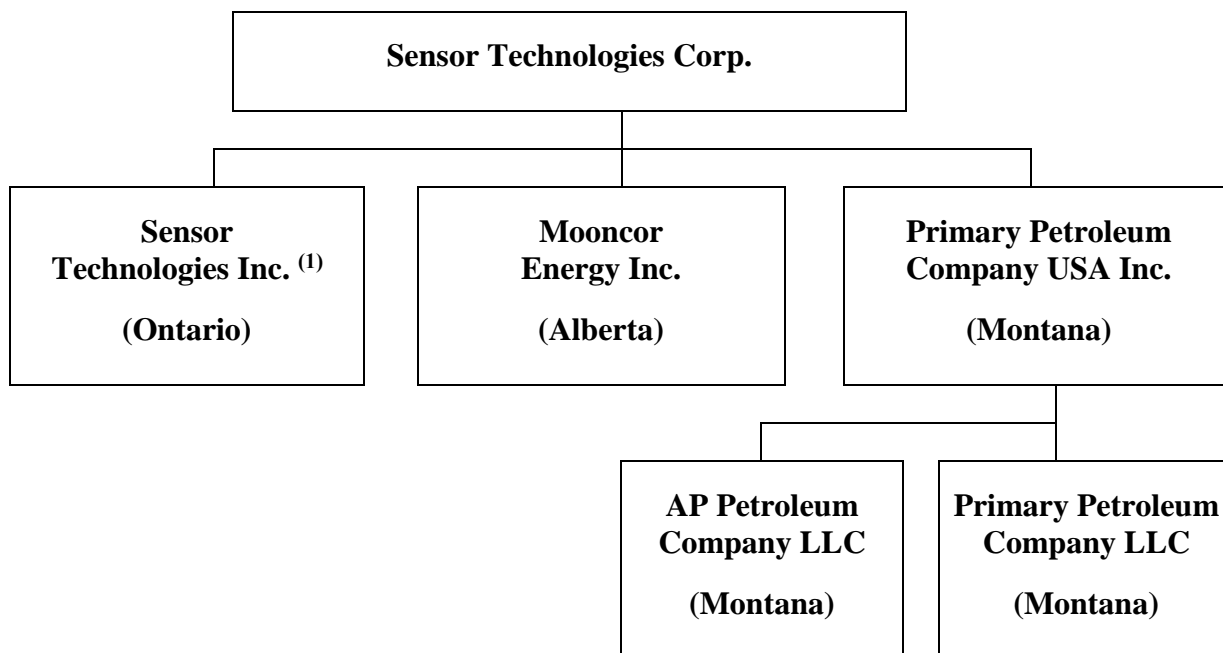 Sensor Technologies Corp.
Sensor
Technologies Inc. (1)
(Ontario)
Mooncor
Energy Inc.
(Alberta)
Primary Petroleum
Company USA Inc.
(Montana)
AP Petroleum
Company LLC
(Montana)
Primary Petroleum
Company LLC
(Montana)